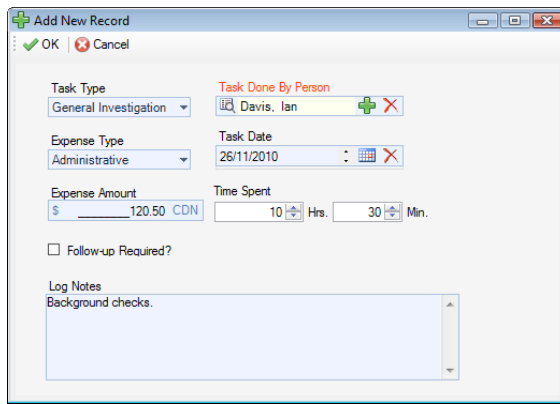 Add New Record
OK Cancel
Task Type Task Done By Person
General Investigation Davis, Ian
Expense Type Task Date
Administrative 26/11/2010
Expense Amount Time Spent
$ ________120.50 CDN 10 Hrs. 30 Min.
Follow-up Required?
Log Notes
Background checks.